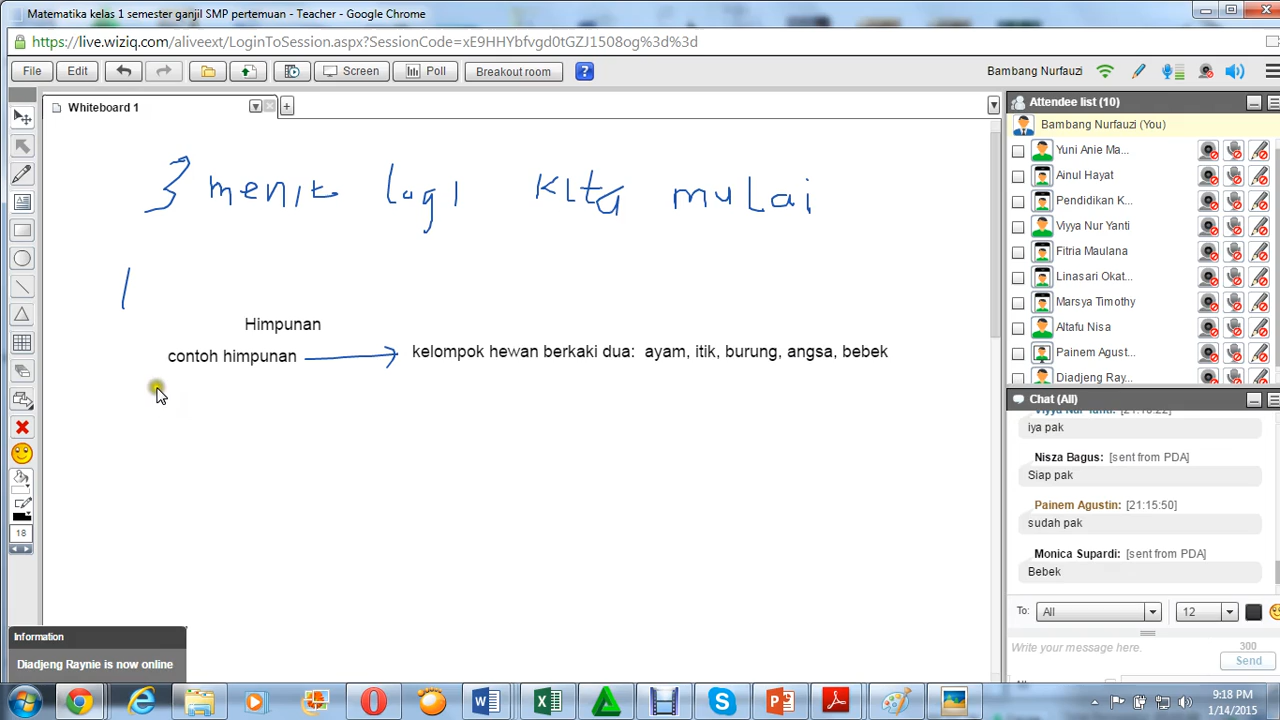 Matematika kelas 1 semester ganjil SMP pertemuan - Teacher - Google Chrome
https://live.wiziq.com/aliveext/LoginToSession.aspx?SessionCode=xE9HHYbfvgd0tGZJ1508og%3d%3d
File Edit Screen Poll Breakout room ? Bambang Nurfauzi
Whiteboard 1 +
Attendee list (10)
Bambang Nurfauzi (You)
Yuni Anie Ma...
Ainul Hayat
Pendidikan K...
Viyya Nur Yanti
Fitria Maulana
Linasari Okat...
Marsya Timothy
Altafu Nisa
Painem Agust...
Diadjeng Ray...
3 menit lagi kita mulai
1
Himpunan
contoh himpunan
kelompok hewan berkaki dua: ayam, itik, burung, angsa, bebek
18
Chat (All)
iya pak
Nisza Bagus: [sent from PDA]
Siap pak
Painem Agustin: [21:15:50]
sudah pak
Monica Supardi: [sent from PDA]
Bebek
To: All 12
Write your message...
300
Send
Information
Diadjeng Raynie is now online
9:18 PM
1/14/2015